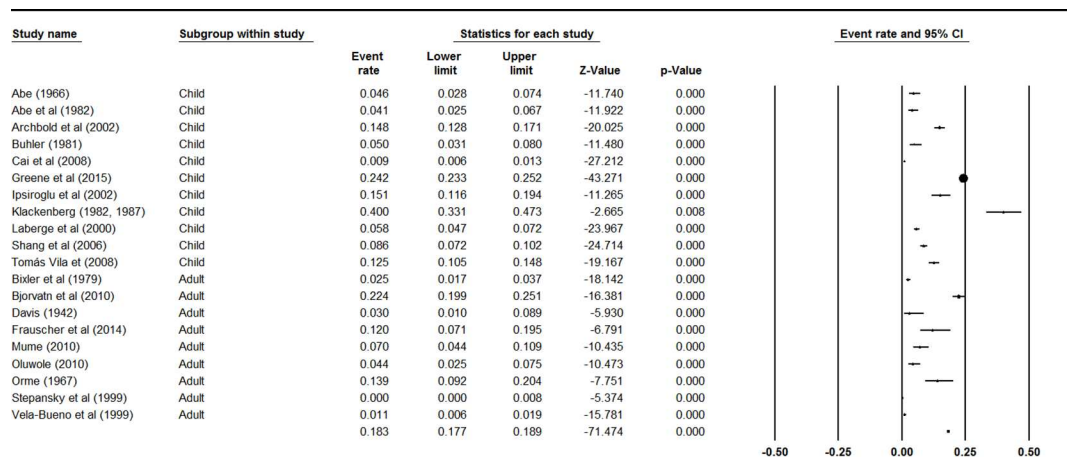 Study name Subgroup within study Statistics for each study Event rate and 95% CI
Event Lower Upper
rate limit limit Z-Value p-Value
Abe (1966) Child 0.046 0.028 0.074 -11.740 0.000
Abe et al (1982) Child 0.041 0.025 0.067 -11.922 0.000
Archbold et al (2002) Child 0.148 0.128 0.171 -20.025 0.000
Buhler (1981) Child 0.050 0.031 0.080 -11.480 0.000
Cai et al (2008) Child 0.009 0.006 0.013 -27.212 0.000
Greene et al (2015) Child 0.242 0.233 0.252 -43.271 0.000
Ipsiroglu et al (2002) Child 0.151 0.116 0.194 -11.265 0.000
Klackenberg (1982, 1987) Child 0.400 0.331 0.473 -2.665 0.008
Laberge et al (2000) Child 0.058 0.047 0.072 -23.967 0.000
Shang et al (2006) Child 0.086 0.072 0.102 -24.714 0.000
Tomás Vila et (2008) Child 0.125 0.105 0.148 -19.167 0.000
Bixler et al (1979) Adult 0.025 0.017 0.037 -18.142 0.000
Bjorvatn et al (2010) Adult 0.224 0.199 0.251 -16.381 0.000
Davis (1942) Adult 0.030 0.010 0.089 -5.930 0.000
Frauscher et al (2014) Adult 0.120 0.071 0.195 -6.791 0.000
Mume (2010) Adult 0.070 0.044 0.109 -10.435 0.000
Oluwole (2010) Adult 0.044 0.025 0.075 -10.473 0.000
Orme (1967) Adult 0.139 0.092 0.204 -7.751 0.000
Stepansky et al (1999) Adult 0.000 0.000 0.008 -5.374 0.000
Vela-Bueno et al (1999) Adult 0.011 0.006 0.019 -15.781 0.000
0.183 0.177 0.189 -71.474 0.000
-0.50 -0.25 0.00 0.25 0.50